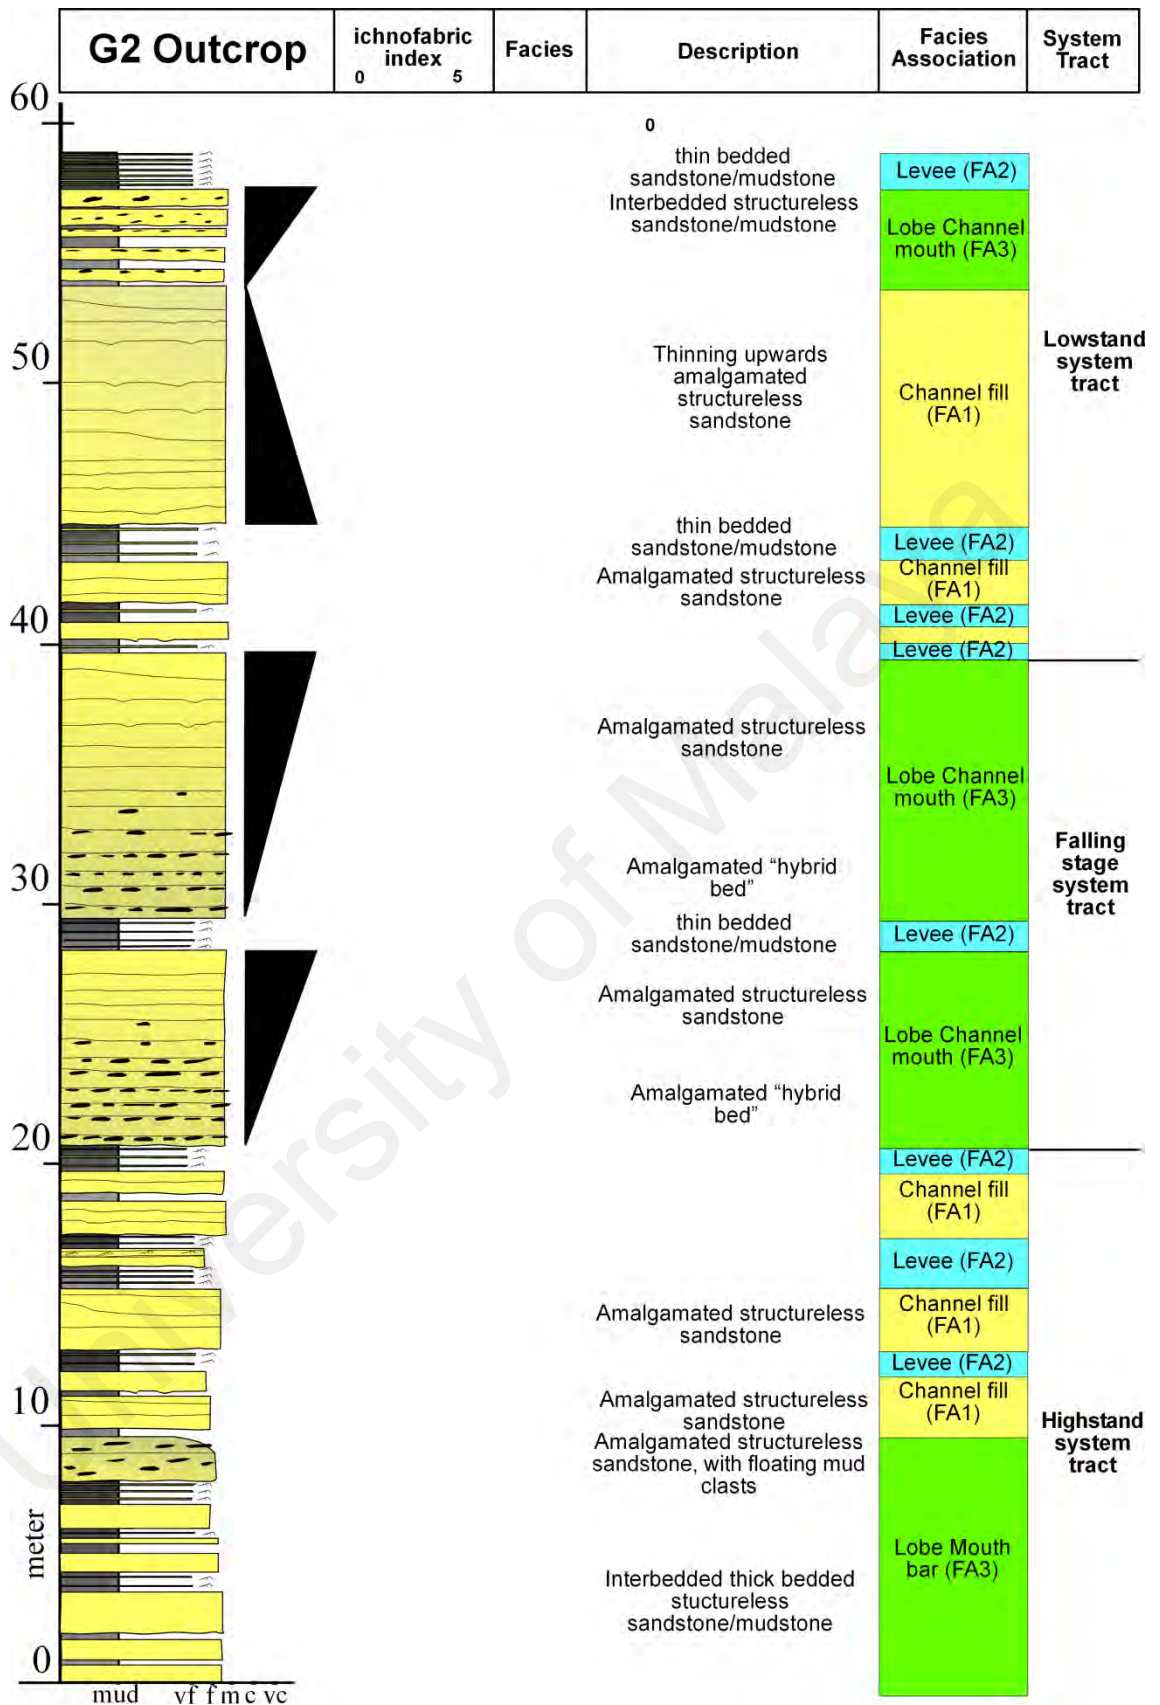 G2 Outcrop
ichnofabric
index
0 5
Facies
Description
Facies
Association
System
Tract
60
0
thin bedded
sandstone/mudstone
Levee (FA2)
Interbedded structureless
sandstone/mudstone
Lobe Channel
mouth (FA3)
50
Thinning upwards
amalgamated
structureless
sandstone
Channel fill
(FA1)
Lowstand
system
tract
thin bedded
sandstone/mudstone
Levee (FA2)
Amalgamated structureless
sandstone
Channel fill
(FA1)
40
Levee (FA2)
Levee (FA2)
Amalgamated structureless
sandstone
Lobe Channel
mouth (FA3)
Falling
stage
system
tract
30
Amalgamated “hybrid
bed”
thin bedded
sandstone/mudstone
Levee (FA2)
Amalgamated structureless
sandstone
Lobe Channel
mouth (FA3)
Amalgamated “hybrid
bed”
20
Levee (FA2)
Channel fill
(FA1)
Levee (FA2)
Amalgamated structureless
sandstone
Channel fill
(FA1)
Levee (FA2)
10
Amalgamated structureless
sandstone
Channel fill
(FA1)
Highstand
system
tract
Amalgamated structureless
sandstone, with floating mud
clasts
meter
Lobe Mouth
bar (FA3)
Interbedded thick bedded
stuctureless
sandstone/mudstone
0
mud vf f m c vc
University of Malaya